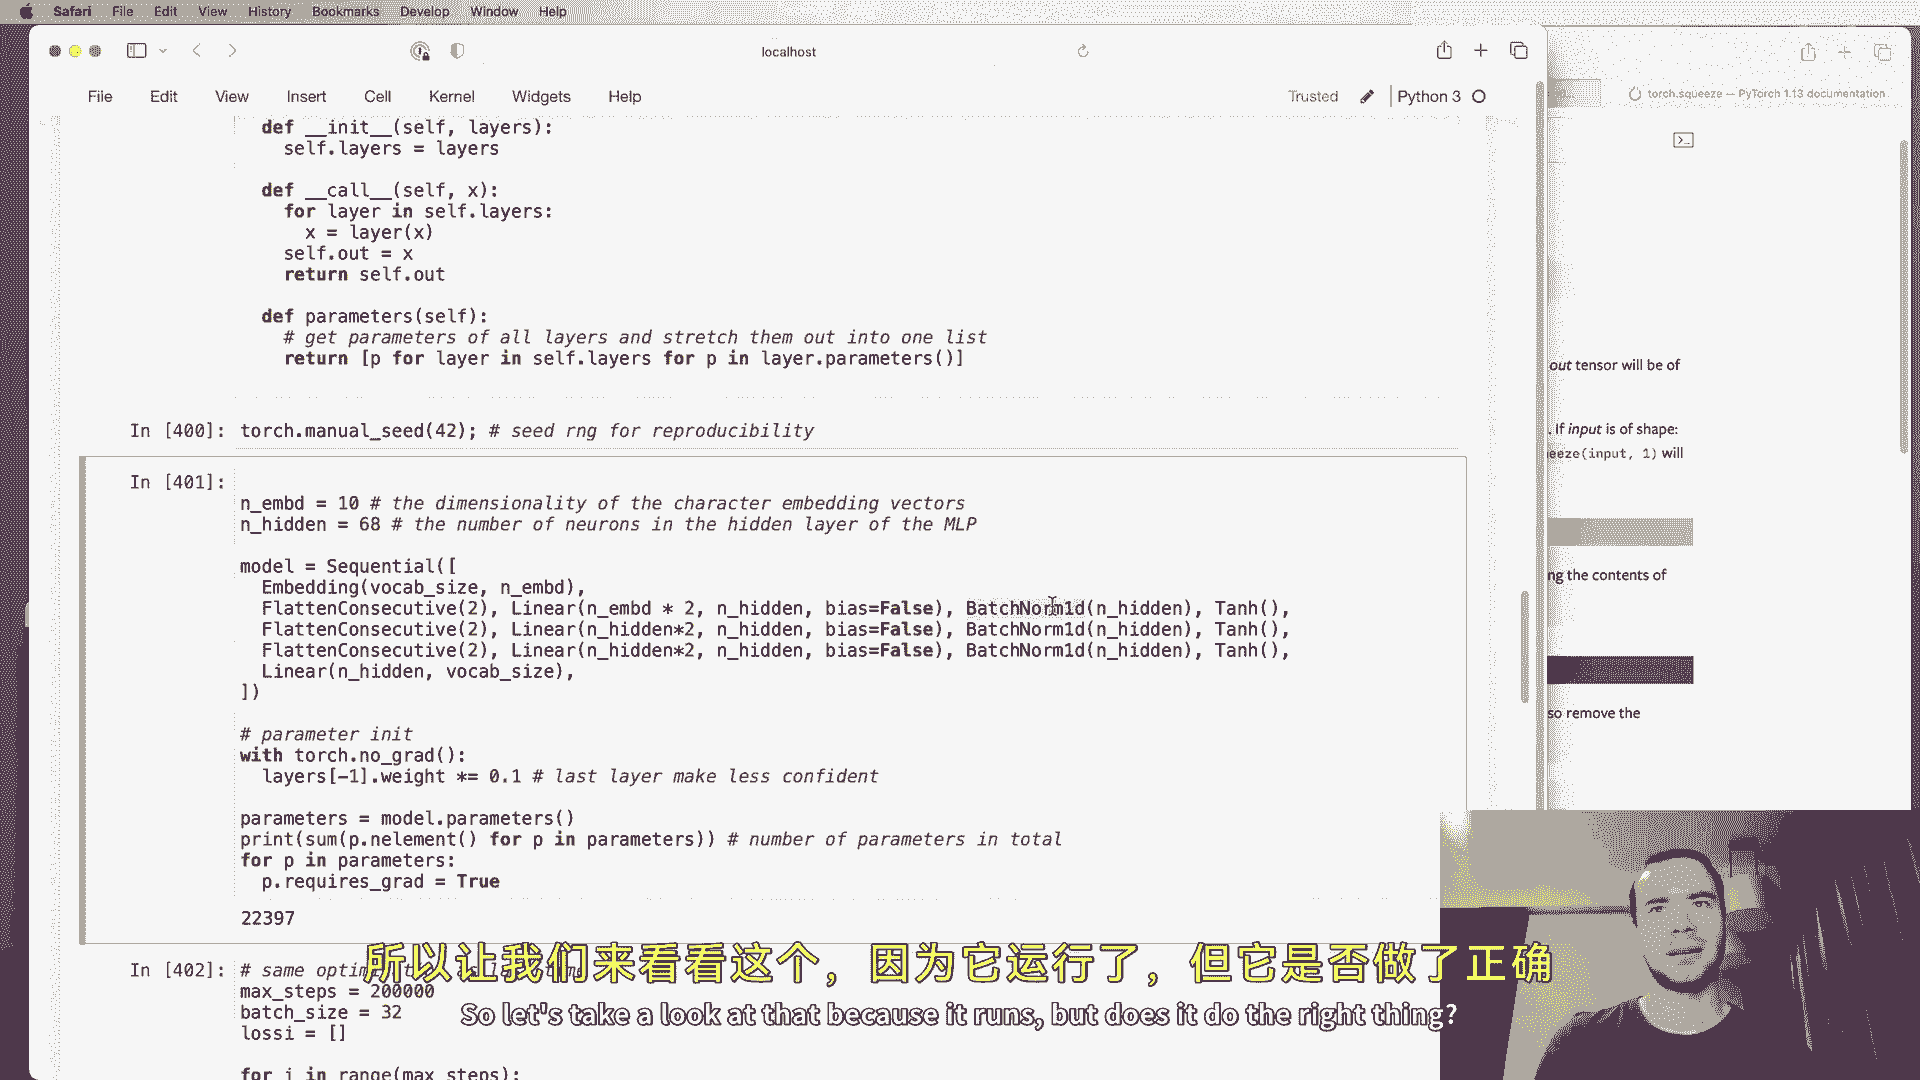 Safari File Edit View History Bookmarks Develop Window Help
localhost
File Edit View Insert Cell Kernel Widgets Help
Trusted Python 3
torch.squeeze — PyTorch 1.13 documentation
def __init__(self, layers):
self.layers = layers
def __call__(self, x):
for layer in self.layers:
x = layer(x)
self.out = x
return self.out
def parameters(self):
# get parameters of all layers and stretch them out into one list
return [p for layer in self.layers for p in layer.parameters()]
out tensor will be of
. If input is of shape:
eeze(input, 1) will
ng the contents of
so remove the
In [400]: torch.manual_seed(42); # seed rng for reproducibility
In [401]:
n_embd = 10 # the dimensionality of the character embedding vectors
n_hidden = 68 # the number of neurons in the hidden layer of the MLP
model = Sequential([
Embedding(vocab_size, n_embd),
FlattenConsecutive(2), Linear(n_embd * 2, n_hidden, bias=False), BatchNorm1d(n_hidden), Tanh(),
FlattenConsecutive(2), Linear(n_hidden*2, n_hidden, bias=False), BatchNorm1d(n_hidden), Tanh(),
FlattenConsecutive(2), Linear(n_hidden*2, n_hidden, bias=False), BatchNorm1d(n_hidden), Tanh(),
Linear(n_hidden, vocab_size),
])
# parameter init
with torch.no_grad():
layers[-1].weight *= 0.1 # last layer make less confident
parameters = model.parameters()
print(sum(p.nelement() for p in parameters)) # number of parameters in total
for p in parameters:
p.requires_grad = True
22397
In [402]: # same opti
max_steps = 200000
batch_size = 32
lossi = []
for i in range(max_steps):
所以让我们来看看这个，因为它运行了，但它是否做了正确
So let's take a look at that because it runs, but does it do the right thing?